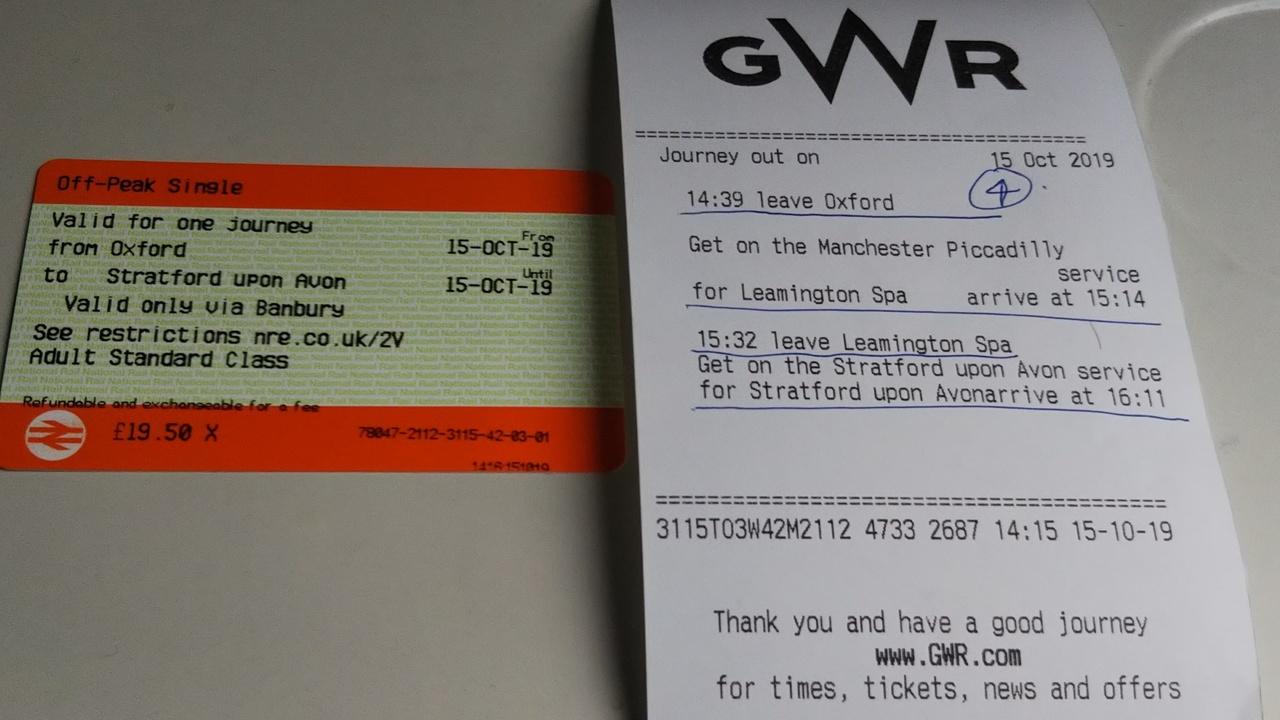 Off-Peak Single
Valid for one journey
from Oxford 15-OCT-19 From
to Stratford upon Avon 15-OCT-19 Until
Valid only via Banbury
See restrictions nre.co.uk/2V
Adult Standard Class
Refundable and exchangeable for a fee
£19.50 X 78047-2112-3115-42-03-01
1416151019
GWR
========================================
Journey out on 15 Oct 2019
14:39 leave Oxford 4
Get on the Manchester Piccadilly
service
for Leamington Spa arrive at 15:14
15:32 leave Leamington Spa
Get on the Stratford upon Avon service
for Stratford upon Avonarrive at 16:11
========================================
3115T03W42M2112 4733 2687 14:15 15-10-19
Thank you and have a good journey
www.GWR.com
for times, tickets, news and offers